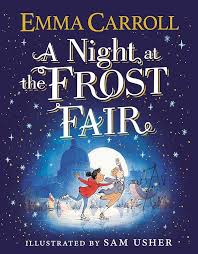 EMMA CARROLL
A NIGHT AT
THE FROST
FAIR
ILLUSTRATED BY SAM USHER